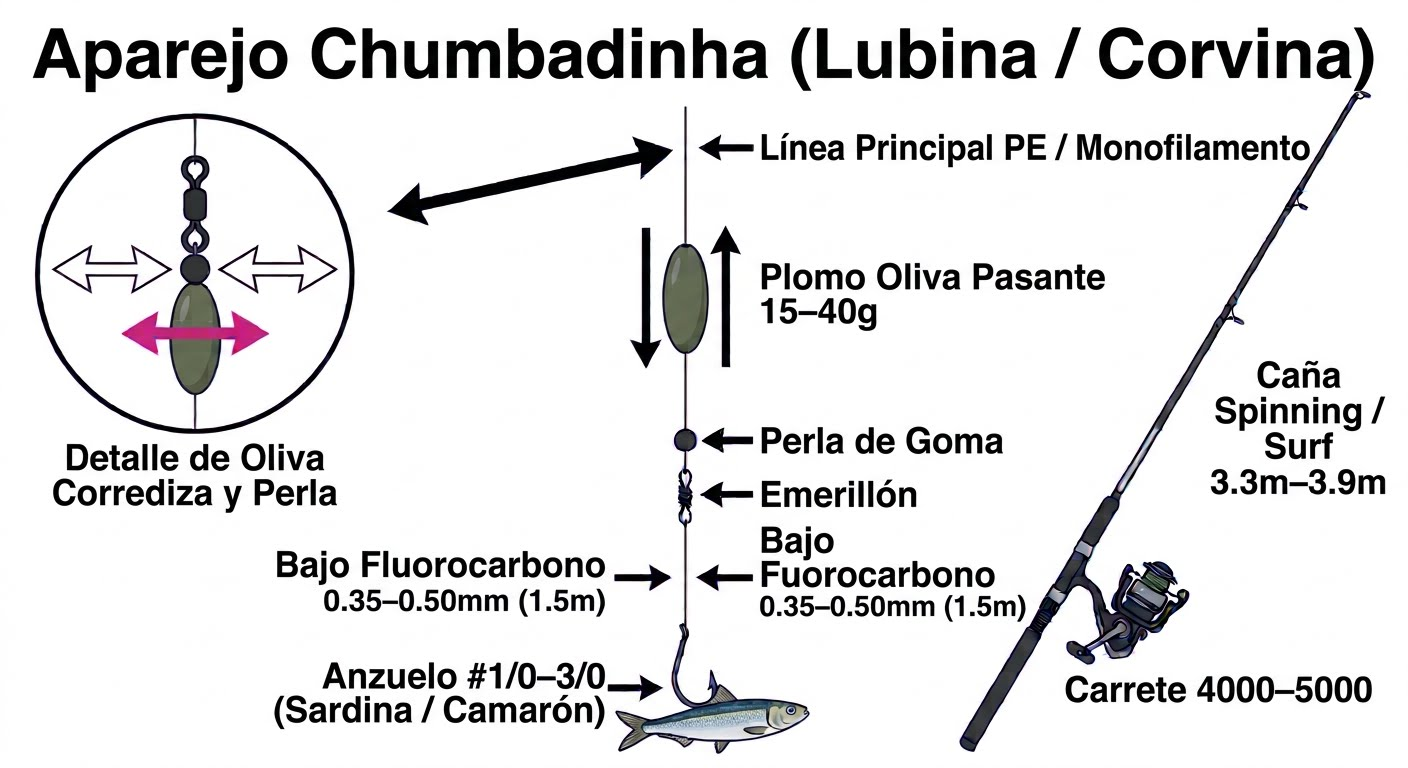 Aparejo Chumbadinha (Lubina / Corvina)
Línea Principal PE / Monofilamento
Plomo Oliva Pasante
15–40g
Caña
Spinning /
Surf
3.3m–3.9m
Perla de Goma
Detalle de Oliva
Corrediza y Perla
Emerillón
Bajo Fluorocarbono
0.35–0.50mm (1.5m)
Bajo
Fuorocarbono
0.35–0.50mm (1.5m)
Anzuelo #1/0–3/0
(Sardina / Camarón)
Carrete 4000–5000